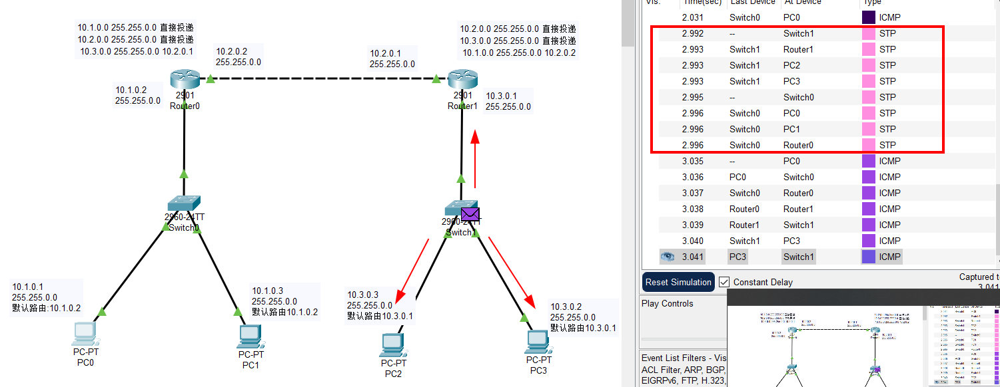 10.1.0.0 255.255.0.0 直接投递
10.2.0.0 255.255.0.0 直接投递
10.3.0.0 255.255.0.0 10.2.0.1
10.2.0.2
255.255.0.0
10.2.0.1
255.255.0.0
10.2.0.0 255.255.0.0 直接投递
10.3.0.0 255.255.0.0 直接投递
10.1.0.0 255.255.0.0 10.2.0.2
10.1.0.2
255.255.0.0
2901
Router0
2901
Router1
10.3.0.1
255.255.0.0
2960-24TT
Switch0
2960-24TT
Switch1
10.1.0.1
255.255.0.0
默认路由:10.1.0.2
10.1.0.3
255.255.0.0
默认路由10.1.0.2
10.3.0.3
255.255.0.0
默认路由10.3.0.1
10.3.0.2
255.255.0.0
默认路由10.3.0.1
PC-PT
PC0
PC-PT
PC1
PC-PT
PC2
PC-PT
PC3
Vis. Time(sec) Last Device At Device Type
2.031 Switch0 PC0 ICMP
2.992 -- Switch1 STP
2.993 Switch1 Router1 STP
2.993 Switch1 PC2 STP
2.993 Switch1 PC3 STP
2.995 -- Switch0 STP
2.996 Switch0 PC0 STP
2.996 Switch0 PC1 STP
2.996 Switch0 Router0 STP
3.035 -- PC0 ICMP
3.036 PC0 Switch0 ICMP
3.037 Switch0 Router0 ICMP
3.038 Router0 Router1 ICMP
3.039 Router1 Switch1 ICMP
3.040 Switch1 PC3 ICMP
3.041 PC3 Switch1 ICMP
Reset Simulation Constant Delay
Captured to
3.041
Play Controls
Event List Filters - Vis
ACL Filter, ARP, BGP,
EIGRPv6, FTP, H.323,